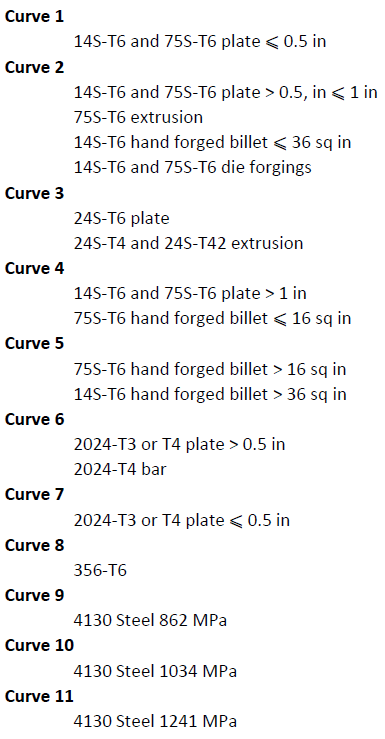 Curve 1
14S-T6 and 75S-T6 plate ⩽ 0.5 in
Curve 2
14S-T6 and 75S-T6 plate > 0.5, in ⩽ 1 in
75S-T6 extrusion
14S-T6 hand forged billet ⩽ 36 sq in
14S-T6 and 75S-T6 die forgings
Curve 3
24S-T6 plate
24S-T4 and 24S-T42 extrusion
Curve 4
14S-T6 and 75S-T6 plate > 1 in
75S-T6 hand forged billet ⩽ 16 sq in
Curve 5
75S-T6 hand forged billet > 16 sq in
14S-T6 hand forged billet > 36 sq in
Curve 6
2024-T3 or T4 plate > 0.5 in
2024-T4 bar
Curve 7
2024-T3 or T4 plate ⩽ 0.5 in
Curve 8
356-T6
Curve 9
4130 Steel 862 MPa
Curve 10
4130 Steel 1034 MPa
Curve 11
4130 Steel 1241 MPa